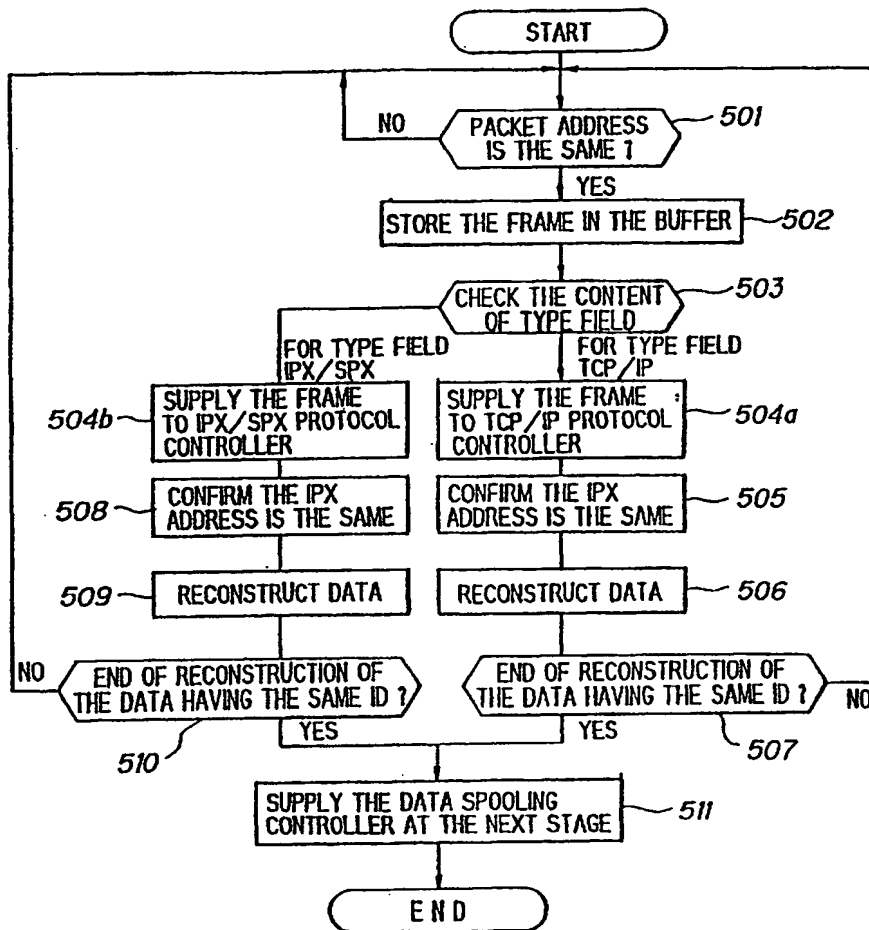 START
NO
PACKET ADDRESS
IS THE SAME ?
501
YES
STORE THE FRAME IN THE BUFFER
502
CHECK THE CONTENT
OF TYPE FIELD
503
FOR TYPE FIELD
IPX/SPX
FOR TYPE FIELD
TCP/IP
504b
SUPPLY THE FRAME
TO IPX/SPX PROTOCOL
CONTROLLER
SUPPLY THE FRAME :
TO TCP/IP PROTOCOL
CONTROLLER
504a
508
CONFIRM THE IPX
ADDRESS IS THE SAME
CONFIRM THE IPX
ADDRESS IS THE SAME
505
509
RECONSTRUCT DATA
RECONSTRUCT DATA
506
NO
END OF RECONSTRUCTION OF
THE DATA HAVING THE SAME ID ?
END OF RECONSTRUCTION OF
THE DATA HAVING THE SAME ID ?
NO
510
YES
YES
507
SUPPLY THE DATA SPOOLING
CONTROLLER AT THE NEXT STAGE
511
END